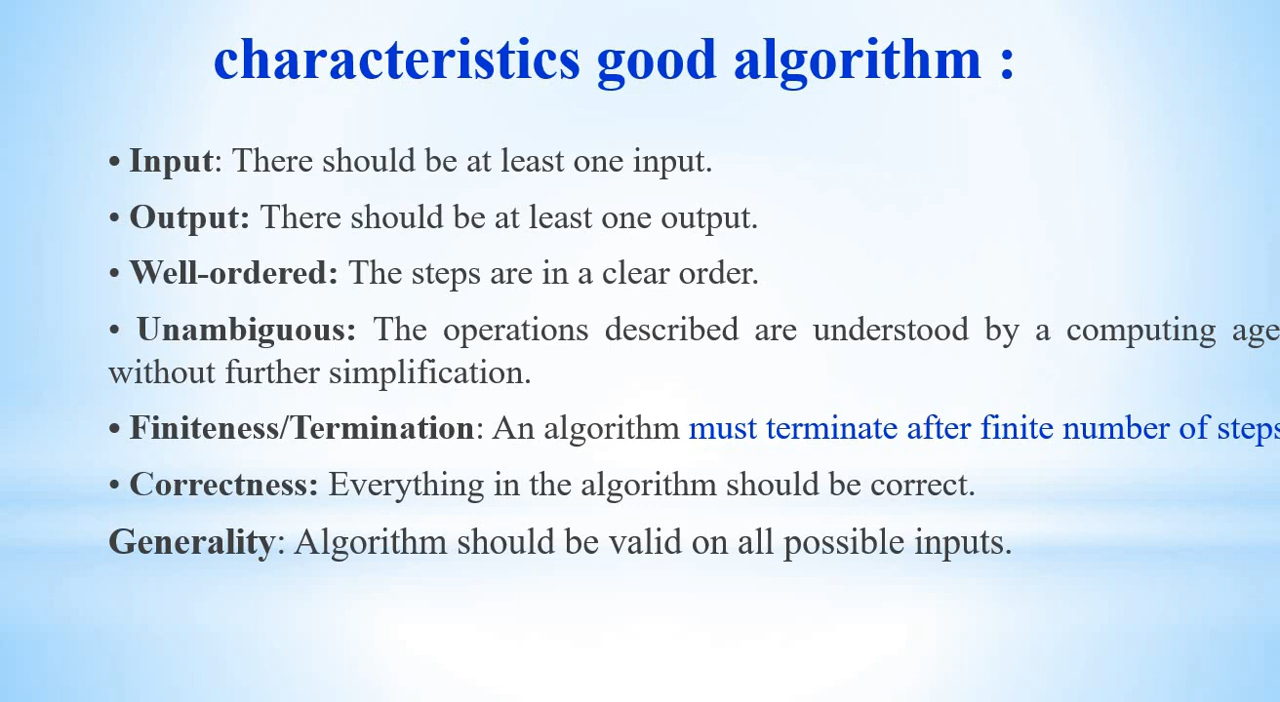 characteristics good algorithm :
• Input: There should be at least one input.
• Output: There should be at least one output.
• Well-ordered: The steps are in a clear order.
• Unambiguous: The operations described are understood by a computing age
without further simplification.
• Finiteness/Termination: An algorithm must terminate after finite number of steps
• Correctness: Everything in the algorithm should be correct.
Generality: Algorithm should be valid on all possible inputs.